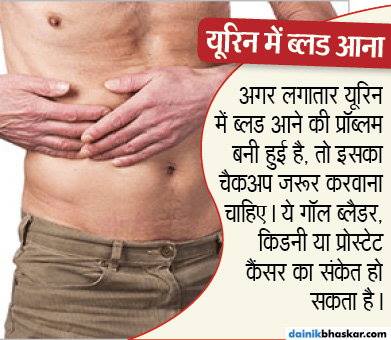 यूरिन में ब्लड आना
अगर लगातार यूरिन
में ब्लड आने की प्रॉब्लम
बनी हुई है, तो इसका
चैकअप जरूर करवाना
चाहिए। ये गॉल ब्लैडर,
किडनी या प्रोस्टेट
कैंसर का संकेत हो
सकता है।
dainikbhaskar.com